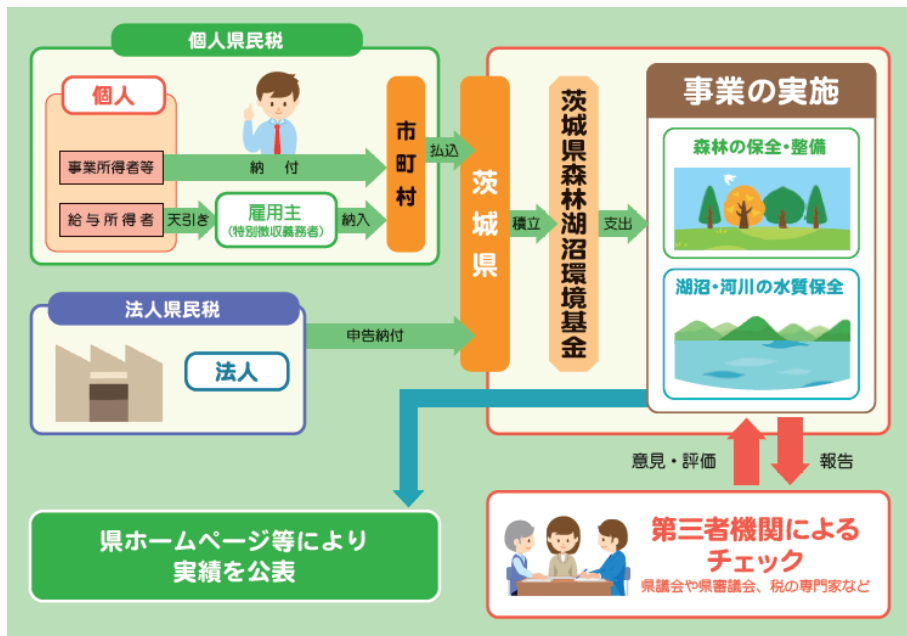 個人県民税
個人
事業所得者等
納付
給与所得者
天引き
雇用主
(特別徴収義務者)
納入
市町村
払込
法人県民税
法人
申告納付
茨城県
積立
茨城県森林湖沼環境基金
支出
事業の実施
森林の保全・整備
湖沼・河川の水質保全
意見・評価
報告
県ホームページ等により
実績を公表
第三者機関による
チェック
県議会や県審議会、税の専門家など